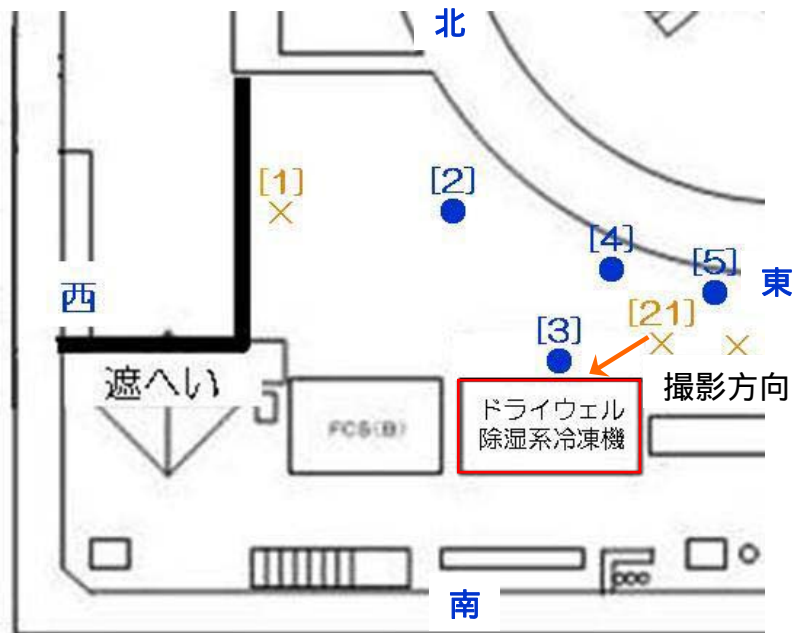 北
[1]
[2]
[4]
[5]
西
東
[21]
[3]
遮へい
撮影方向
ドライウェル
除湿系冷凍機
FCS(B)
南